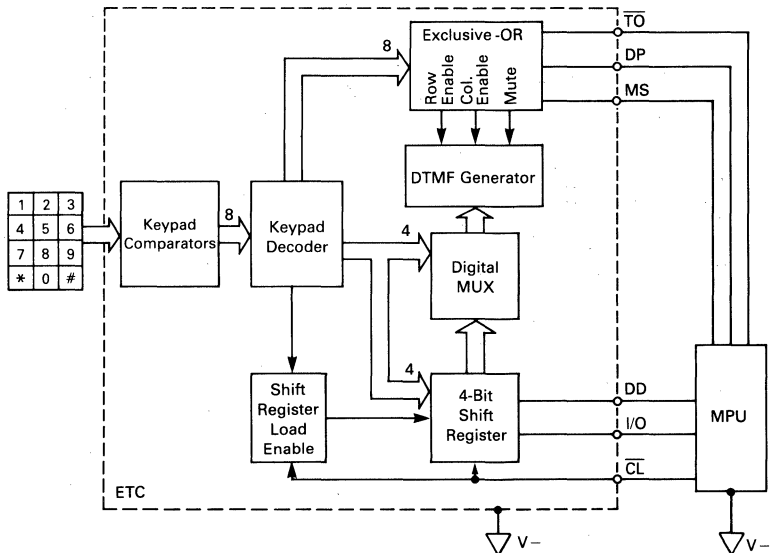 8
Exclusive -OR
Row
Enable
Col.
Enable
Mute
TO
DP
MS
DTMF Generator
1 2 3
4 5 6
7 8 9
* 0 #
Keypad
Comparators
8
Keypad
Decoder
4
Digital
MUX
4
Shift
Register
Load
Enable
4-Bit
Shift
Register
DD
I/O
CL
MPU
ETC
V−
V−